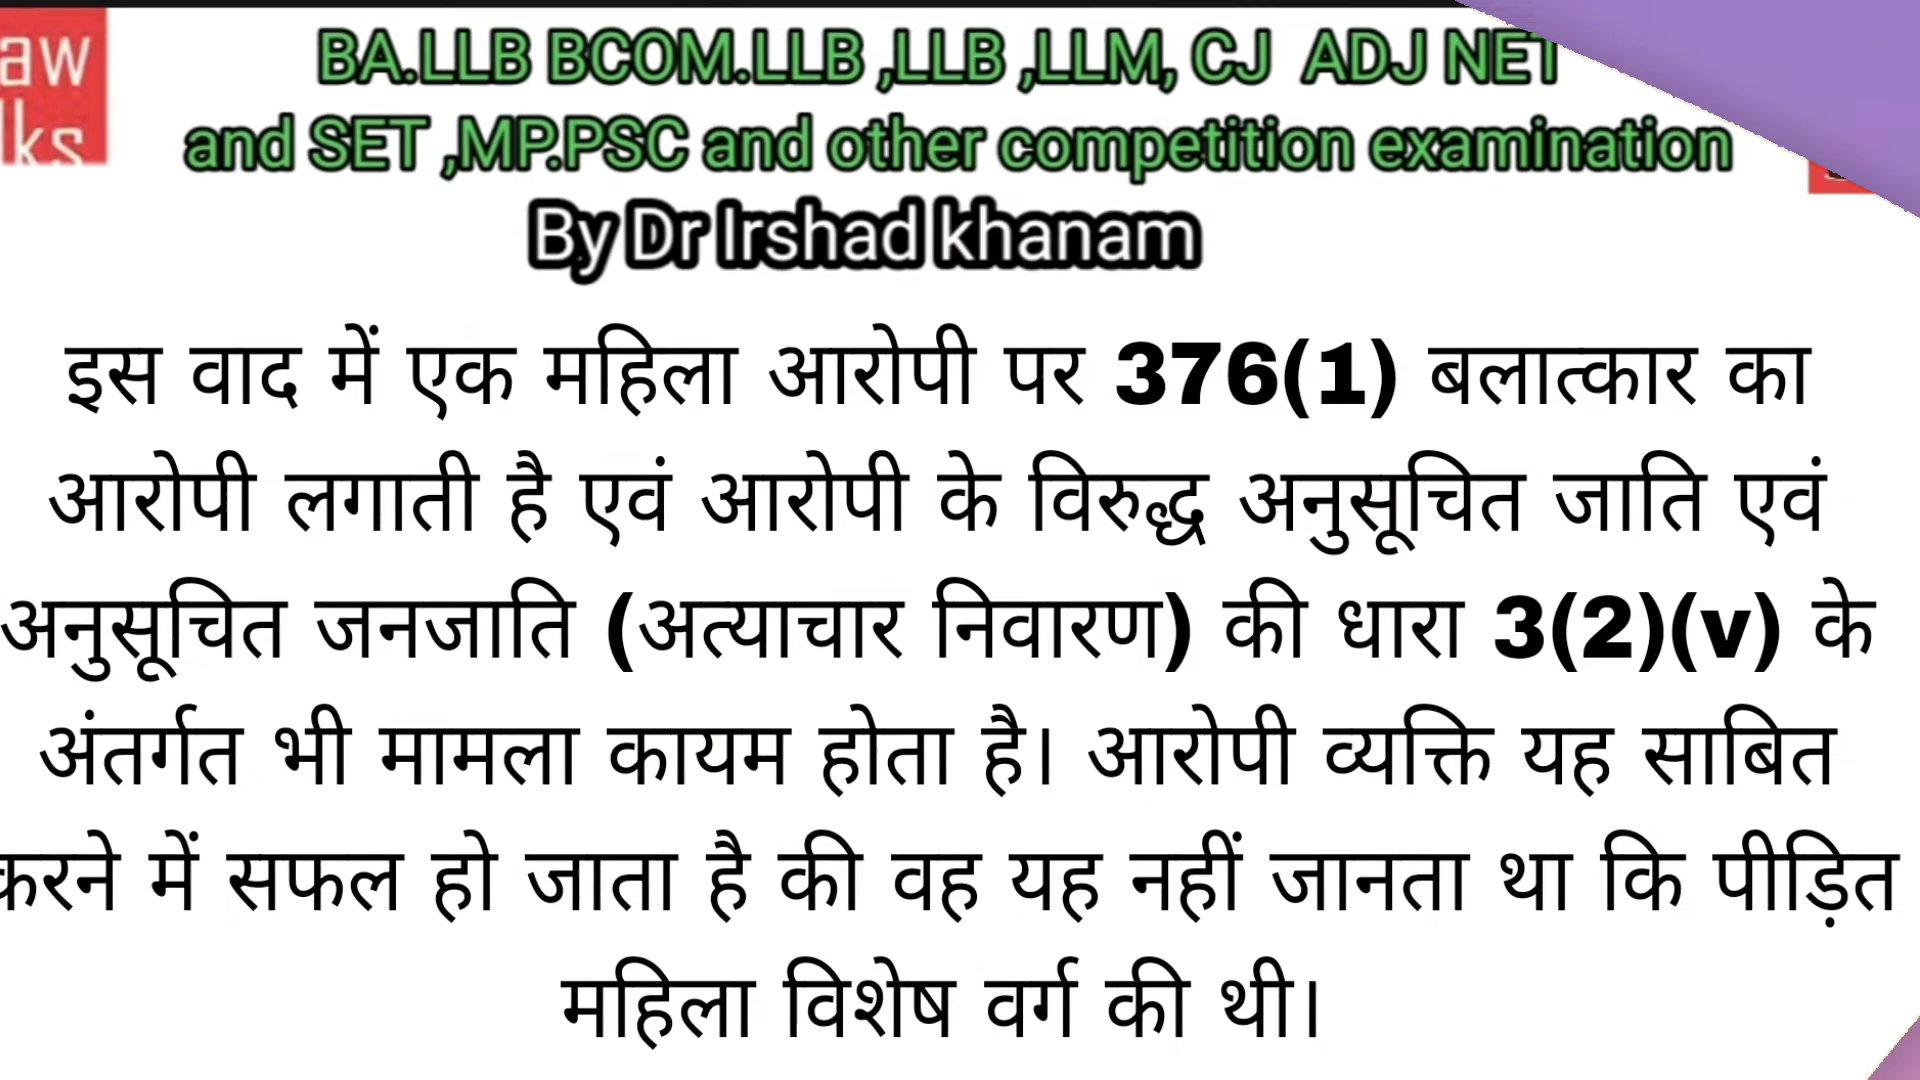 aw
lks
BA.LLB BCOM.LLB ,LLB ,LLM, CJ ADJ NET
and SET ,MP.PSC and other competition examination
By Dr Irshad khanam
इस वाद में एक महिला आरोपी पर 376(1) बलात्कार का
आरोपी लगाती है एवं आरोपी के विरुद्ध अनुसूचित जाति एवं
अनुसूचित जनजाति (अत्याचार निवारण) की धारा 3(2)(v) के
अंतर्गत भी मामला कायम होता है। आरोपी व्यक्ति यह साबित
करने में सफल हो जाता है की वह यह नहीं जानता था कि पीड़ित
महिला विशेष वर्ग की थी।